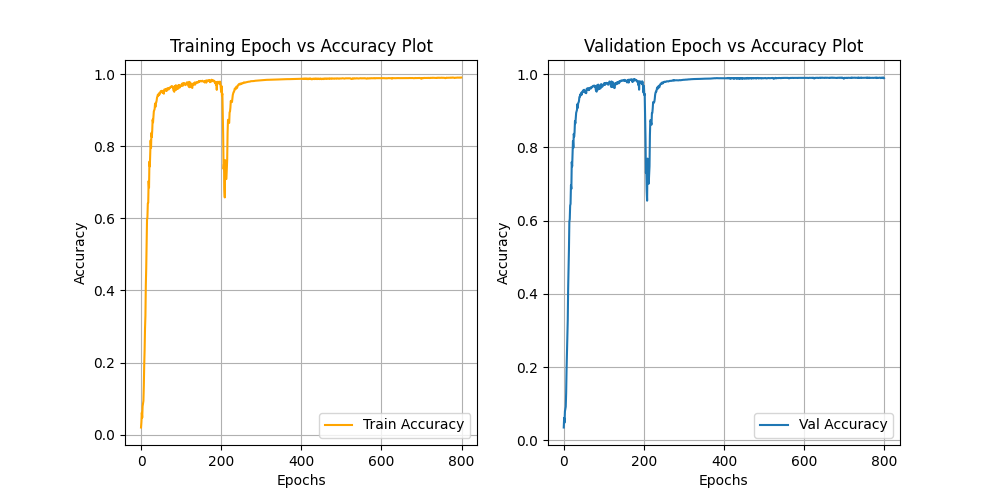 Training Epoch vs Accuracy Plot
1.0
0.8
0.6
0.4
0.2
0.0
Accuracy
0 200 400 600 800
Epochs
Train Accuracy
Validation Epoch vs Accuracy Plot
1.0
0.8
0.6
0.4
0.2
0.0
Accuracy
0 200 400 600 800
Epochs
Val Accuracy